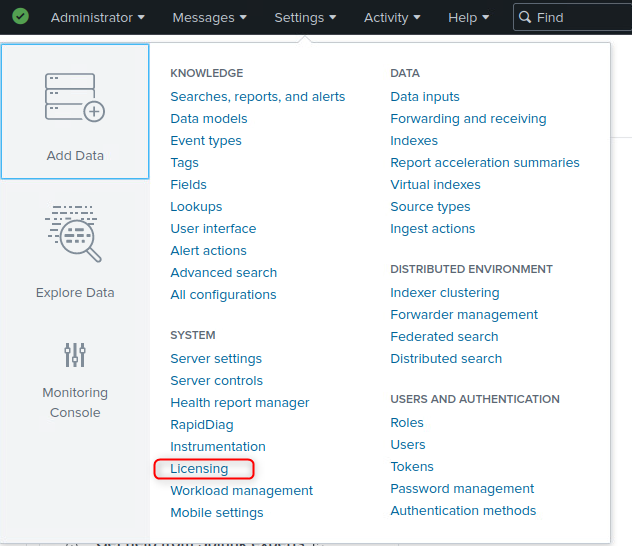 Administrator Messages Settings Activity Help Find
Add Data
Explore Data
Monitoring
Console
KNOWLEDGE
Searches, reports, and alerts
Data models
Event types
Tags
Fields
Lookups
User interface
Alert actions
Advanced search
All configurations
SYSTEM
Server settings
Server controls
Health report manager
RapidDiag
Instrumentation
Licensing
Workload management
Mobile settings
DATA
Data inputs
Forwarding and receiving
Indexes
Report acceleration summaries
Virtual indexes
Source types
Ingest actions
DISTRIBUTED ENVIRONMENT
Indexer clustering
Forwarder management
Federated search
Distributed search
USERS AND AUTHENTICATION
Roles
Users
Tokens
Password management
Authentication methods